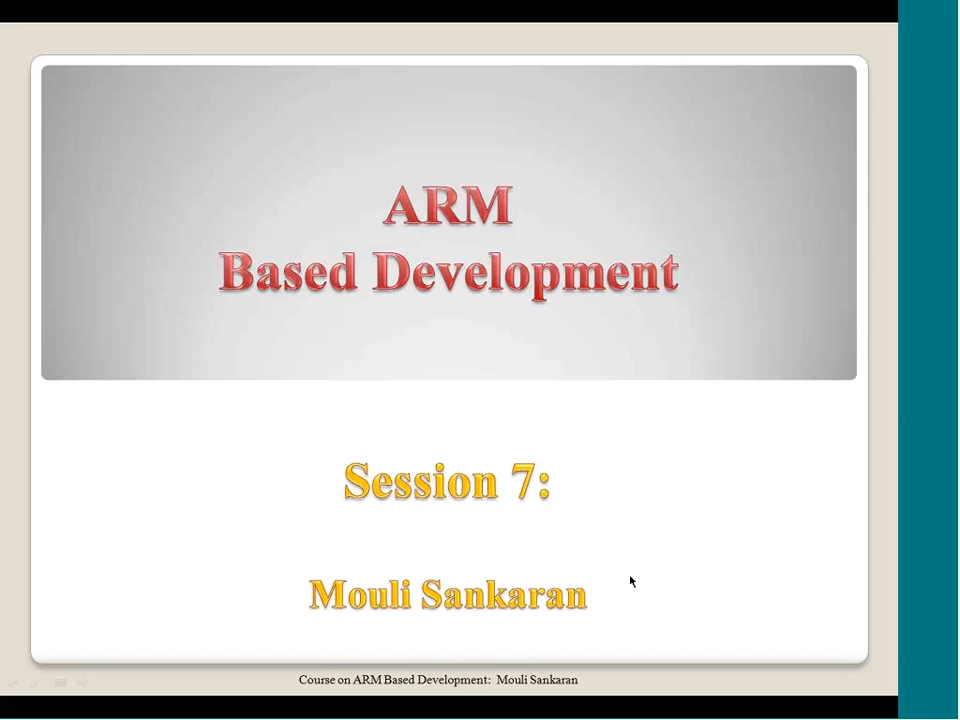 ARM
Based Development
Session 7:
Mouli Sankaran
Course on ARM Based Development:  Mouli Sankaran